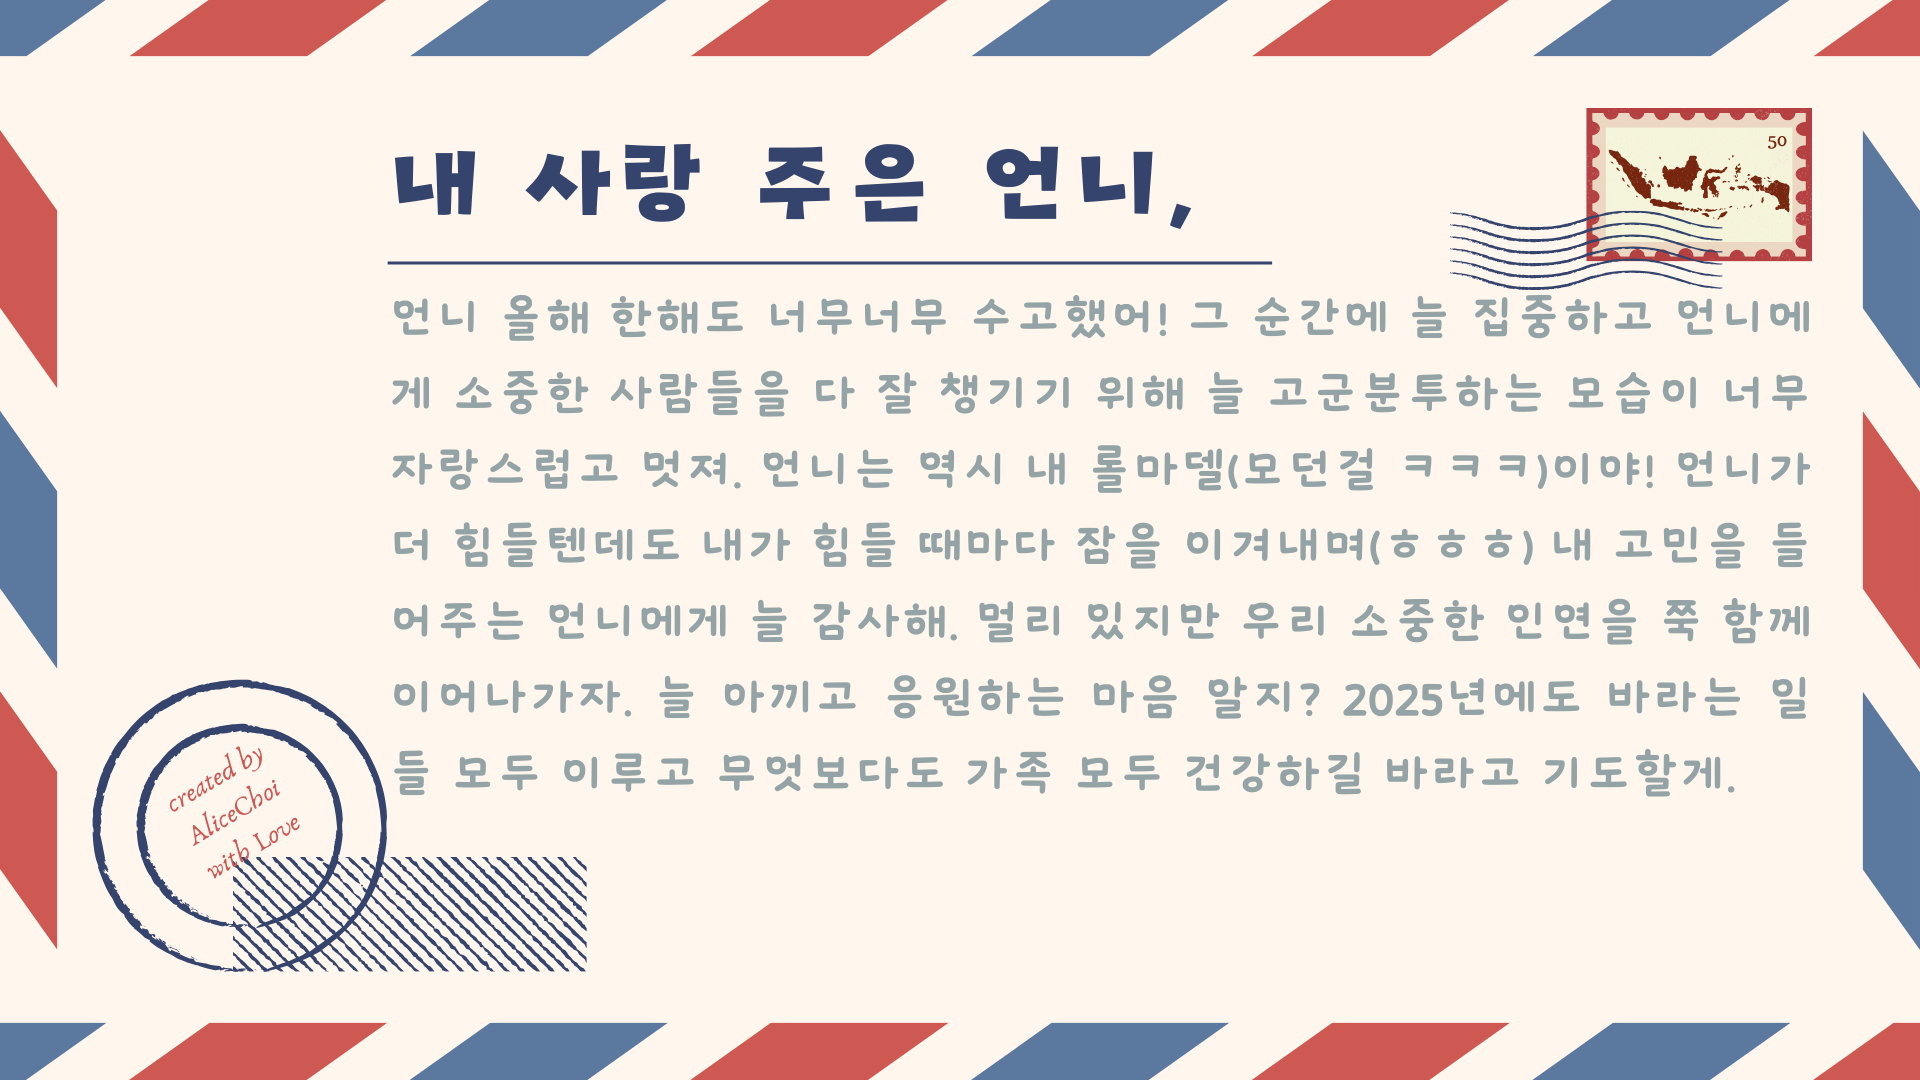 내 사랑 주은 언니,
50
언니 올해 한해도 너무너무 수고했어! 그 순간에 늘 집중하고 언니에
게 소중한 사람들을 다 잘 챙기기 위해 늘 고군분투하는 모습이 너무
자랑스럽고 멋져. 언니는 역시 내 롤마델(모던걸 ㅋㅋㅋ)이야! 언니가
더 힘들텐데도 내가 힘들 때마다 잠을 이겨내며(ㅎㅎㅎ) 내 고민을 들
어주는 언니에게 늘 감사해. 멀리 있지만 우리 소중한 인연을 쭉 함께
이어나가자. 늘 아끼고 응원하는 마음 알지? 2025년에도 바라는 일
들 모두 이루고 무엇보다도 가족 모두 건강하길 바라고 기도할게.
created by
AliceChoi
with Love